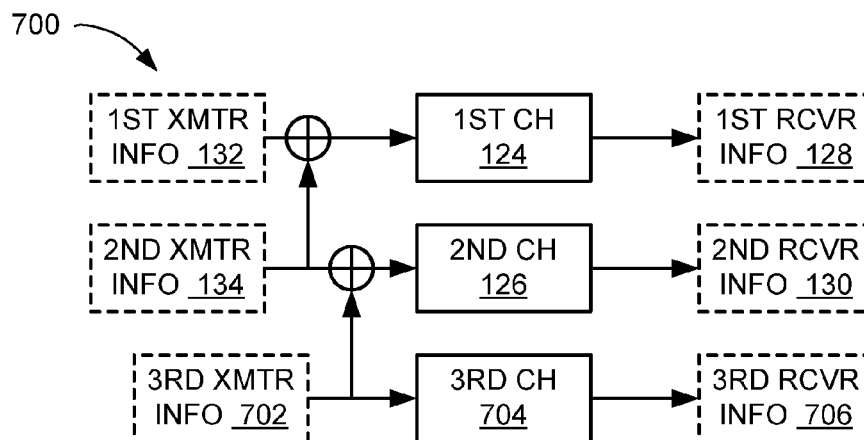 700
1ST XMTR
INFO 132
1ST CH
124
1ST RCVR
INFO 128
2ND XMTR
INFO 134
2ND CH
126
2ND RCVR
INFO 130
3RD XMTR
INFO 702
3RD CH
704
3RD RCVR
INFO 706